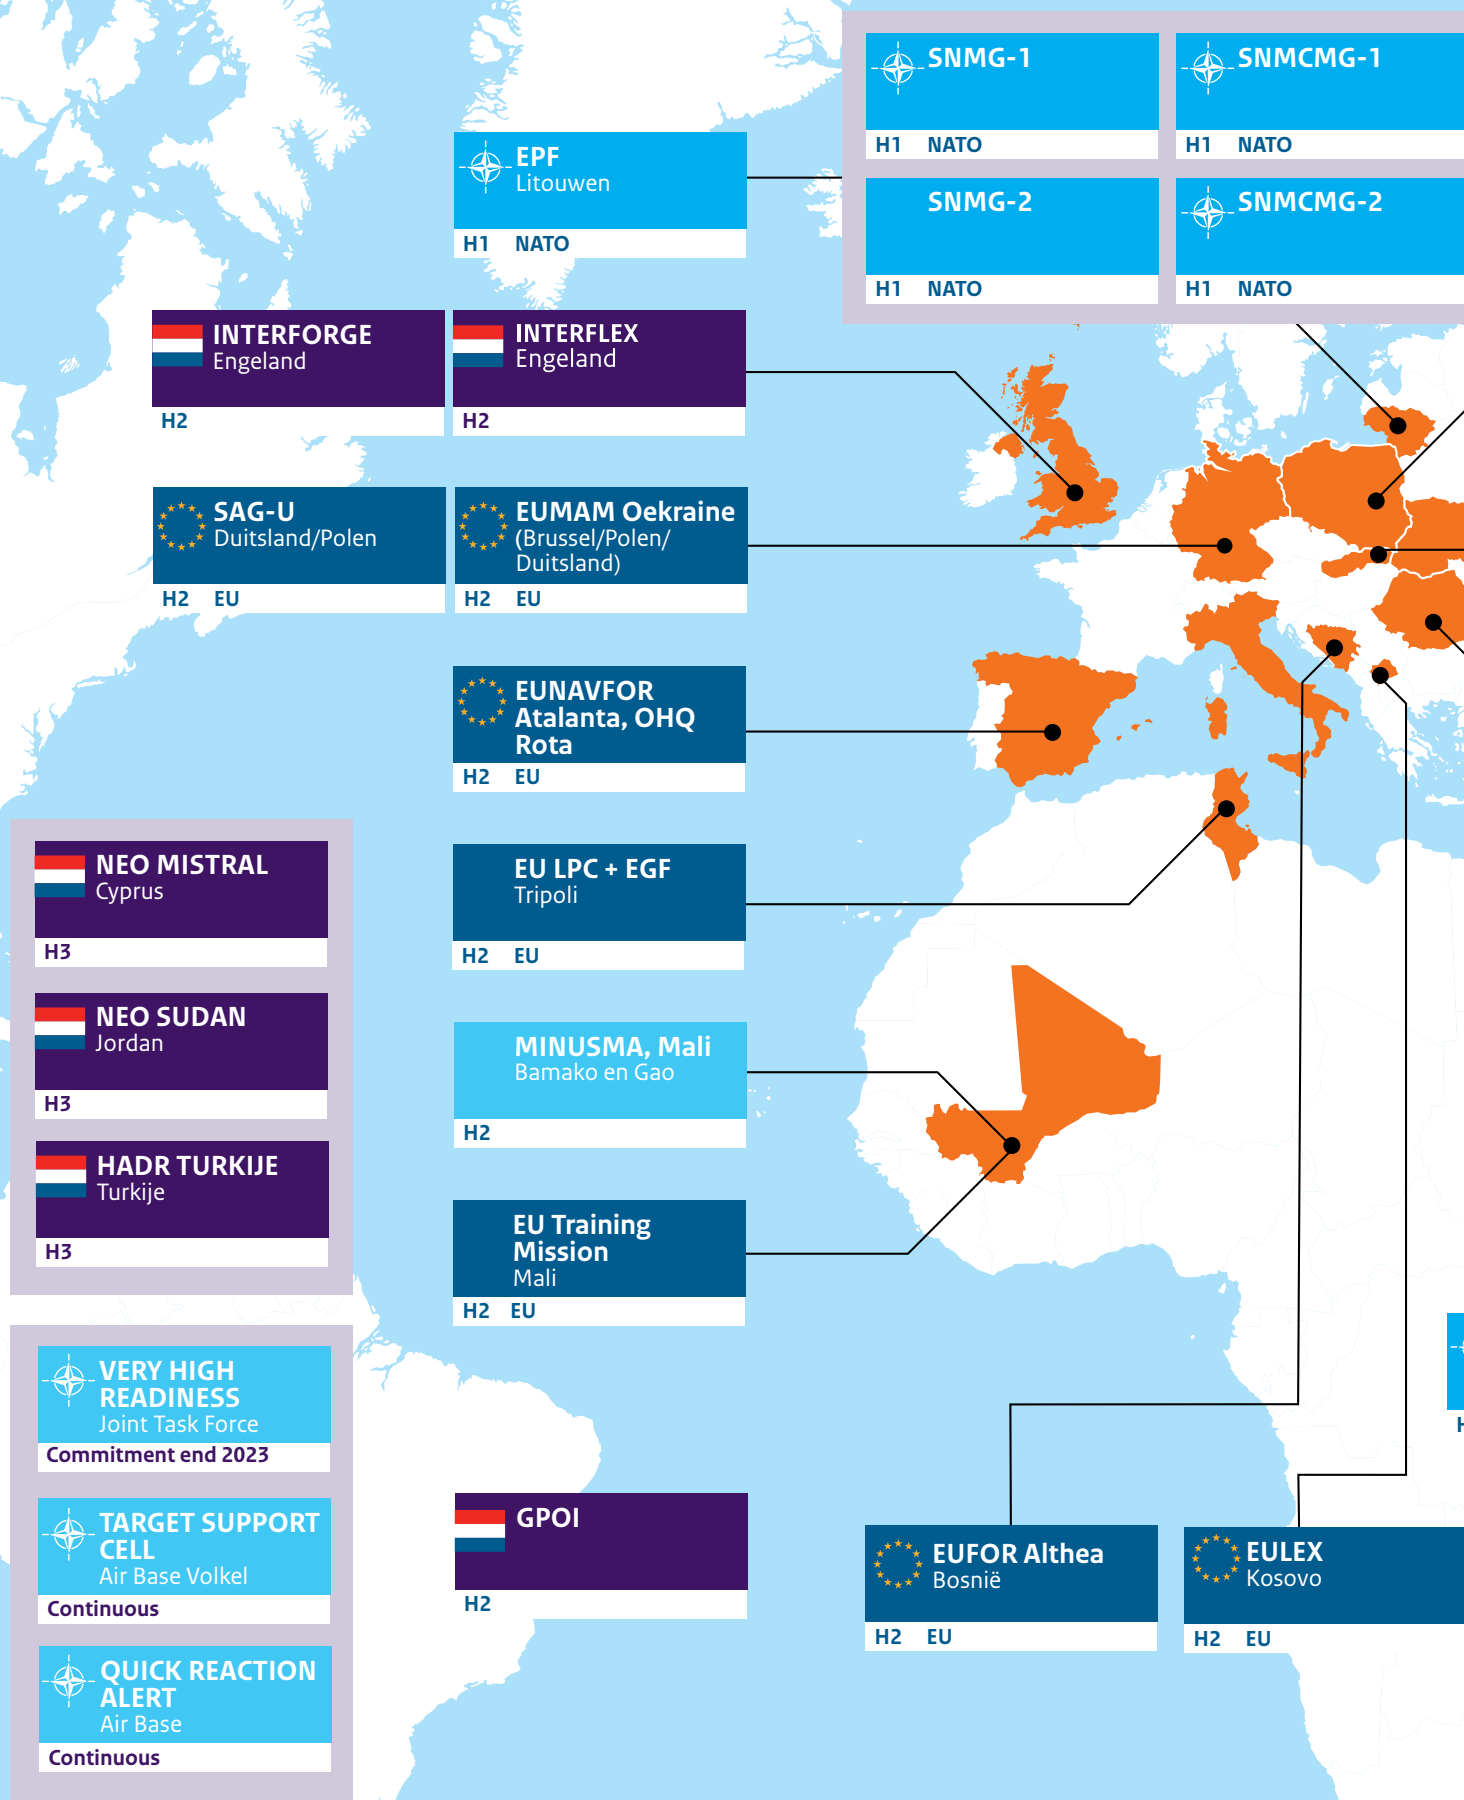 SNMG-1
H1 NATO
SNMCMG-1
H1 NATO
SNMG-2
H1 NATO
SNMCMG-2
H1 NATO
EPF
Litouwen
H1 NATO
INTERFORGE
Engeland
H2
INTERFLEX
Engeland
H2
SAG-U
Duitsland/Polen
H2 EU
EUMAM Oekraine
(Brussel/Polen/
Duitsland)
H2 EU
EUNAVFOR
Atalanta, OHQ
Rota
H2 EU
EU LPC + EGF
Tripoli
H2 EU
MINUSMA, Mali
Bamako en Gao
H2
EU Training
Mission
Mali
H2 EU
NEO MISTRAL
Cyprus
H3
NEO SUDAN
Jordan
H3
HADR TURKIJE
Turkije
H3
VERY HIGH
READINESS
Joint Task Force
Commitment end 2023
TARGET SUPPORT
CELL
Air Base Volkel
Continuous
QUICK REACTION
ALERT
Air Base
Continuous
GPOI
H2
EUFOR Althea
Bosnië
H2 EU
EULEX
Kosovo
H2 EU